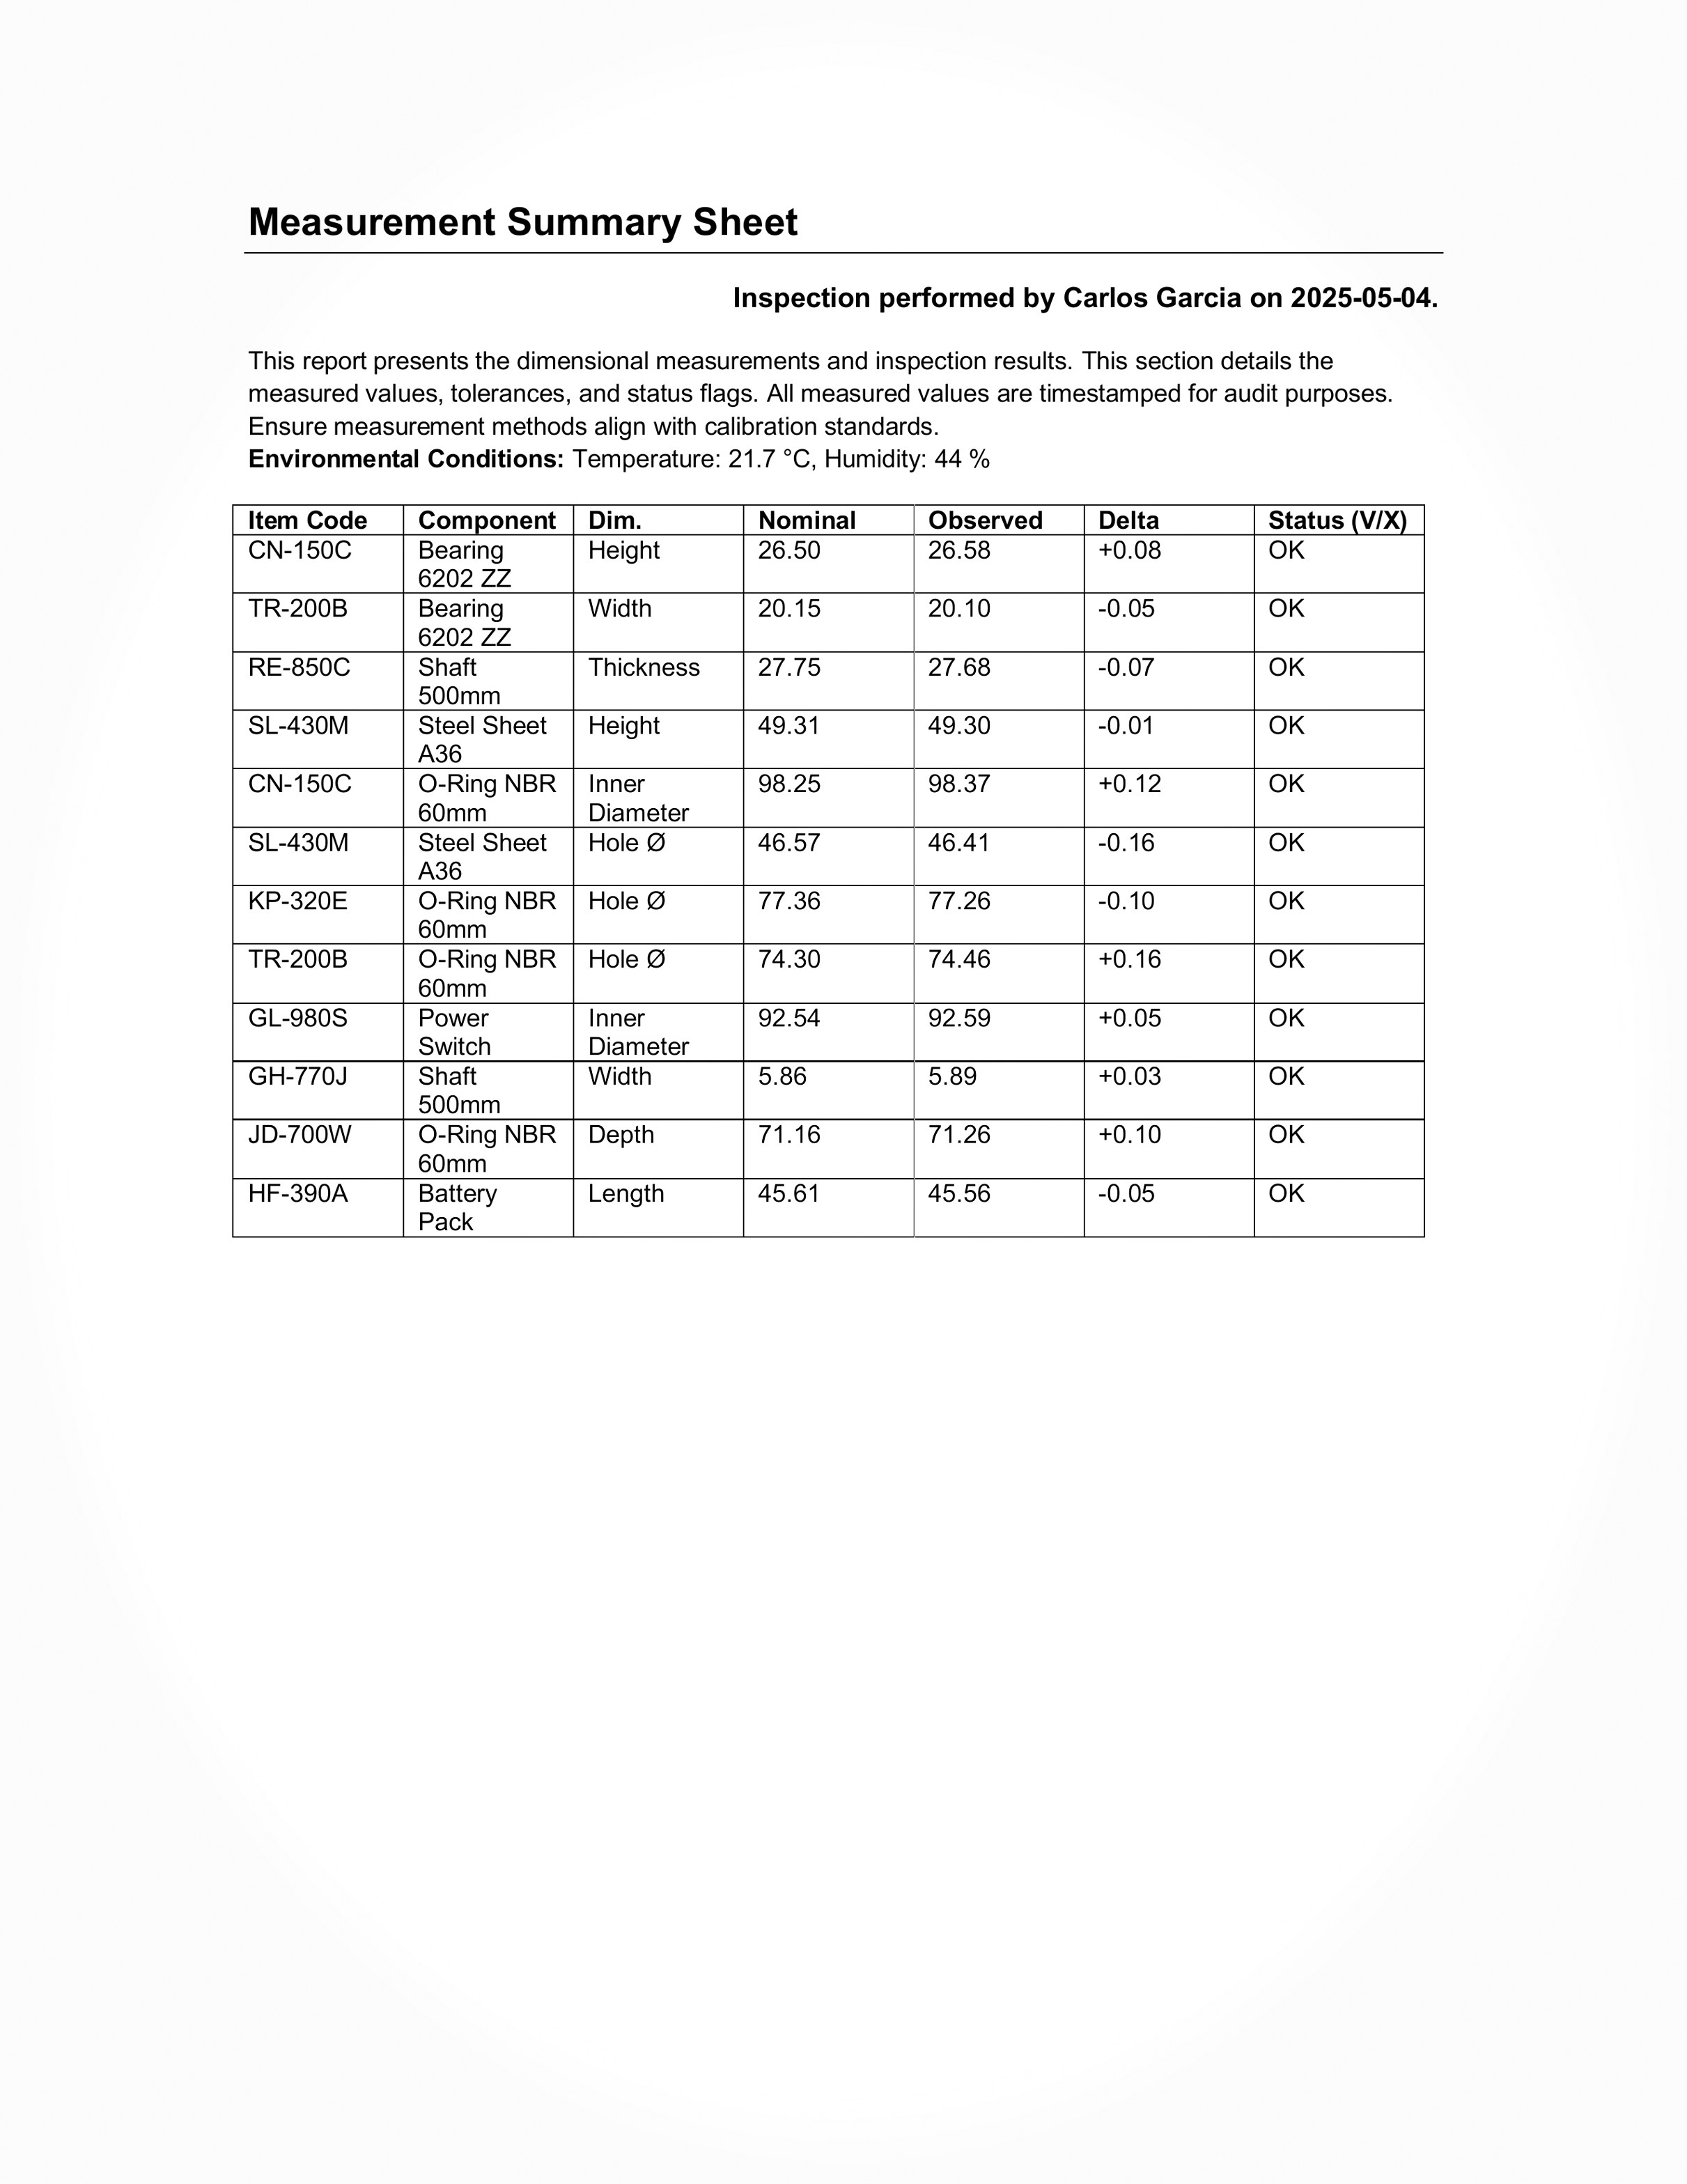 Measurement Summary Sheet
Inspection performed by Carlos Garcia on 2025-05-04.
This report presents the dimensional measurements and inspection results. This section details the
measured values, tolerances, and status flags. All measured values are timestamped for audit purposes.
Ensure measurement methods align with calibration standards.
Environmental Conditions: Temperature: 21.7 °C, Humidity: 44 %
Item Code Component Dim. Nominal Observed Delta Status (V/X)
CN-150C Bearing Height 26.50 26.58 +0.08 OK
6202 ZZ
TR-200B Bearing Width 20.15 20.10 -0.05 OK
6202 ZZ
RE-850C Shaft Thickness 27.75 27.68 -0.07 OK
500mm
SL-430M Steel Sheet Height 49.31 49.30 -0.01 OK
A36
CN-150C O-Ring NBR Inner 98.25 98.37 +0.12 OK
60mm Diameter
SL-430M Steel Sheet Hole Ø 46.57 46.41 -0.16 OK
A36
KP-320E O-Ring NBR Hole Ø 77.36 77.26 -0.10 OK
60mm
TR-200B O-Ring NBR Hole Ø 74.30 74.46 +0.16 OK
60mm
GL-980S Power Inner 92.54 92.59 +0.05 OK
Switch Diameter
GH-770J Shaft Width 5.86 5.89 +0.03 OK
500mm
JD-700W O-Ring NBR Depth 71.16 71.26 +0.10 OK
60mm
HF-390A Battery Length 45.61 45.56 -0.05 OK
Pack